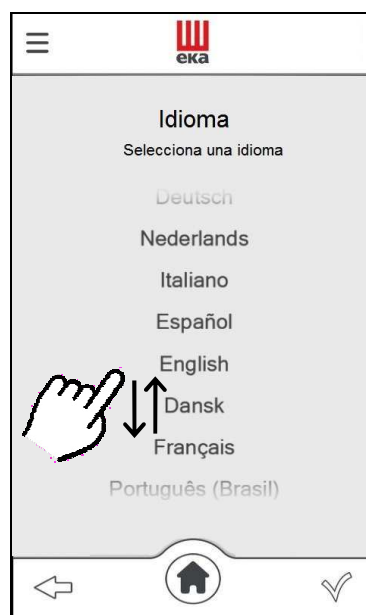 eka
Idioma
Selecciona una idioma
Deutsch
Nederlands
Italiano
Español
English
Dansk
Français
Português (Brasil)